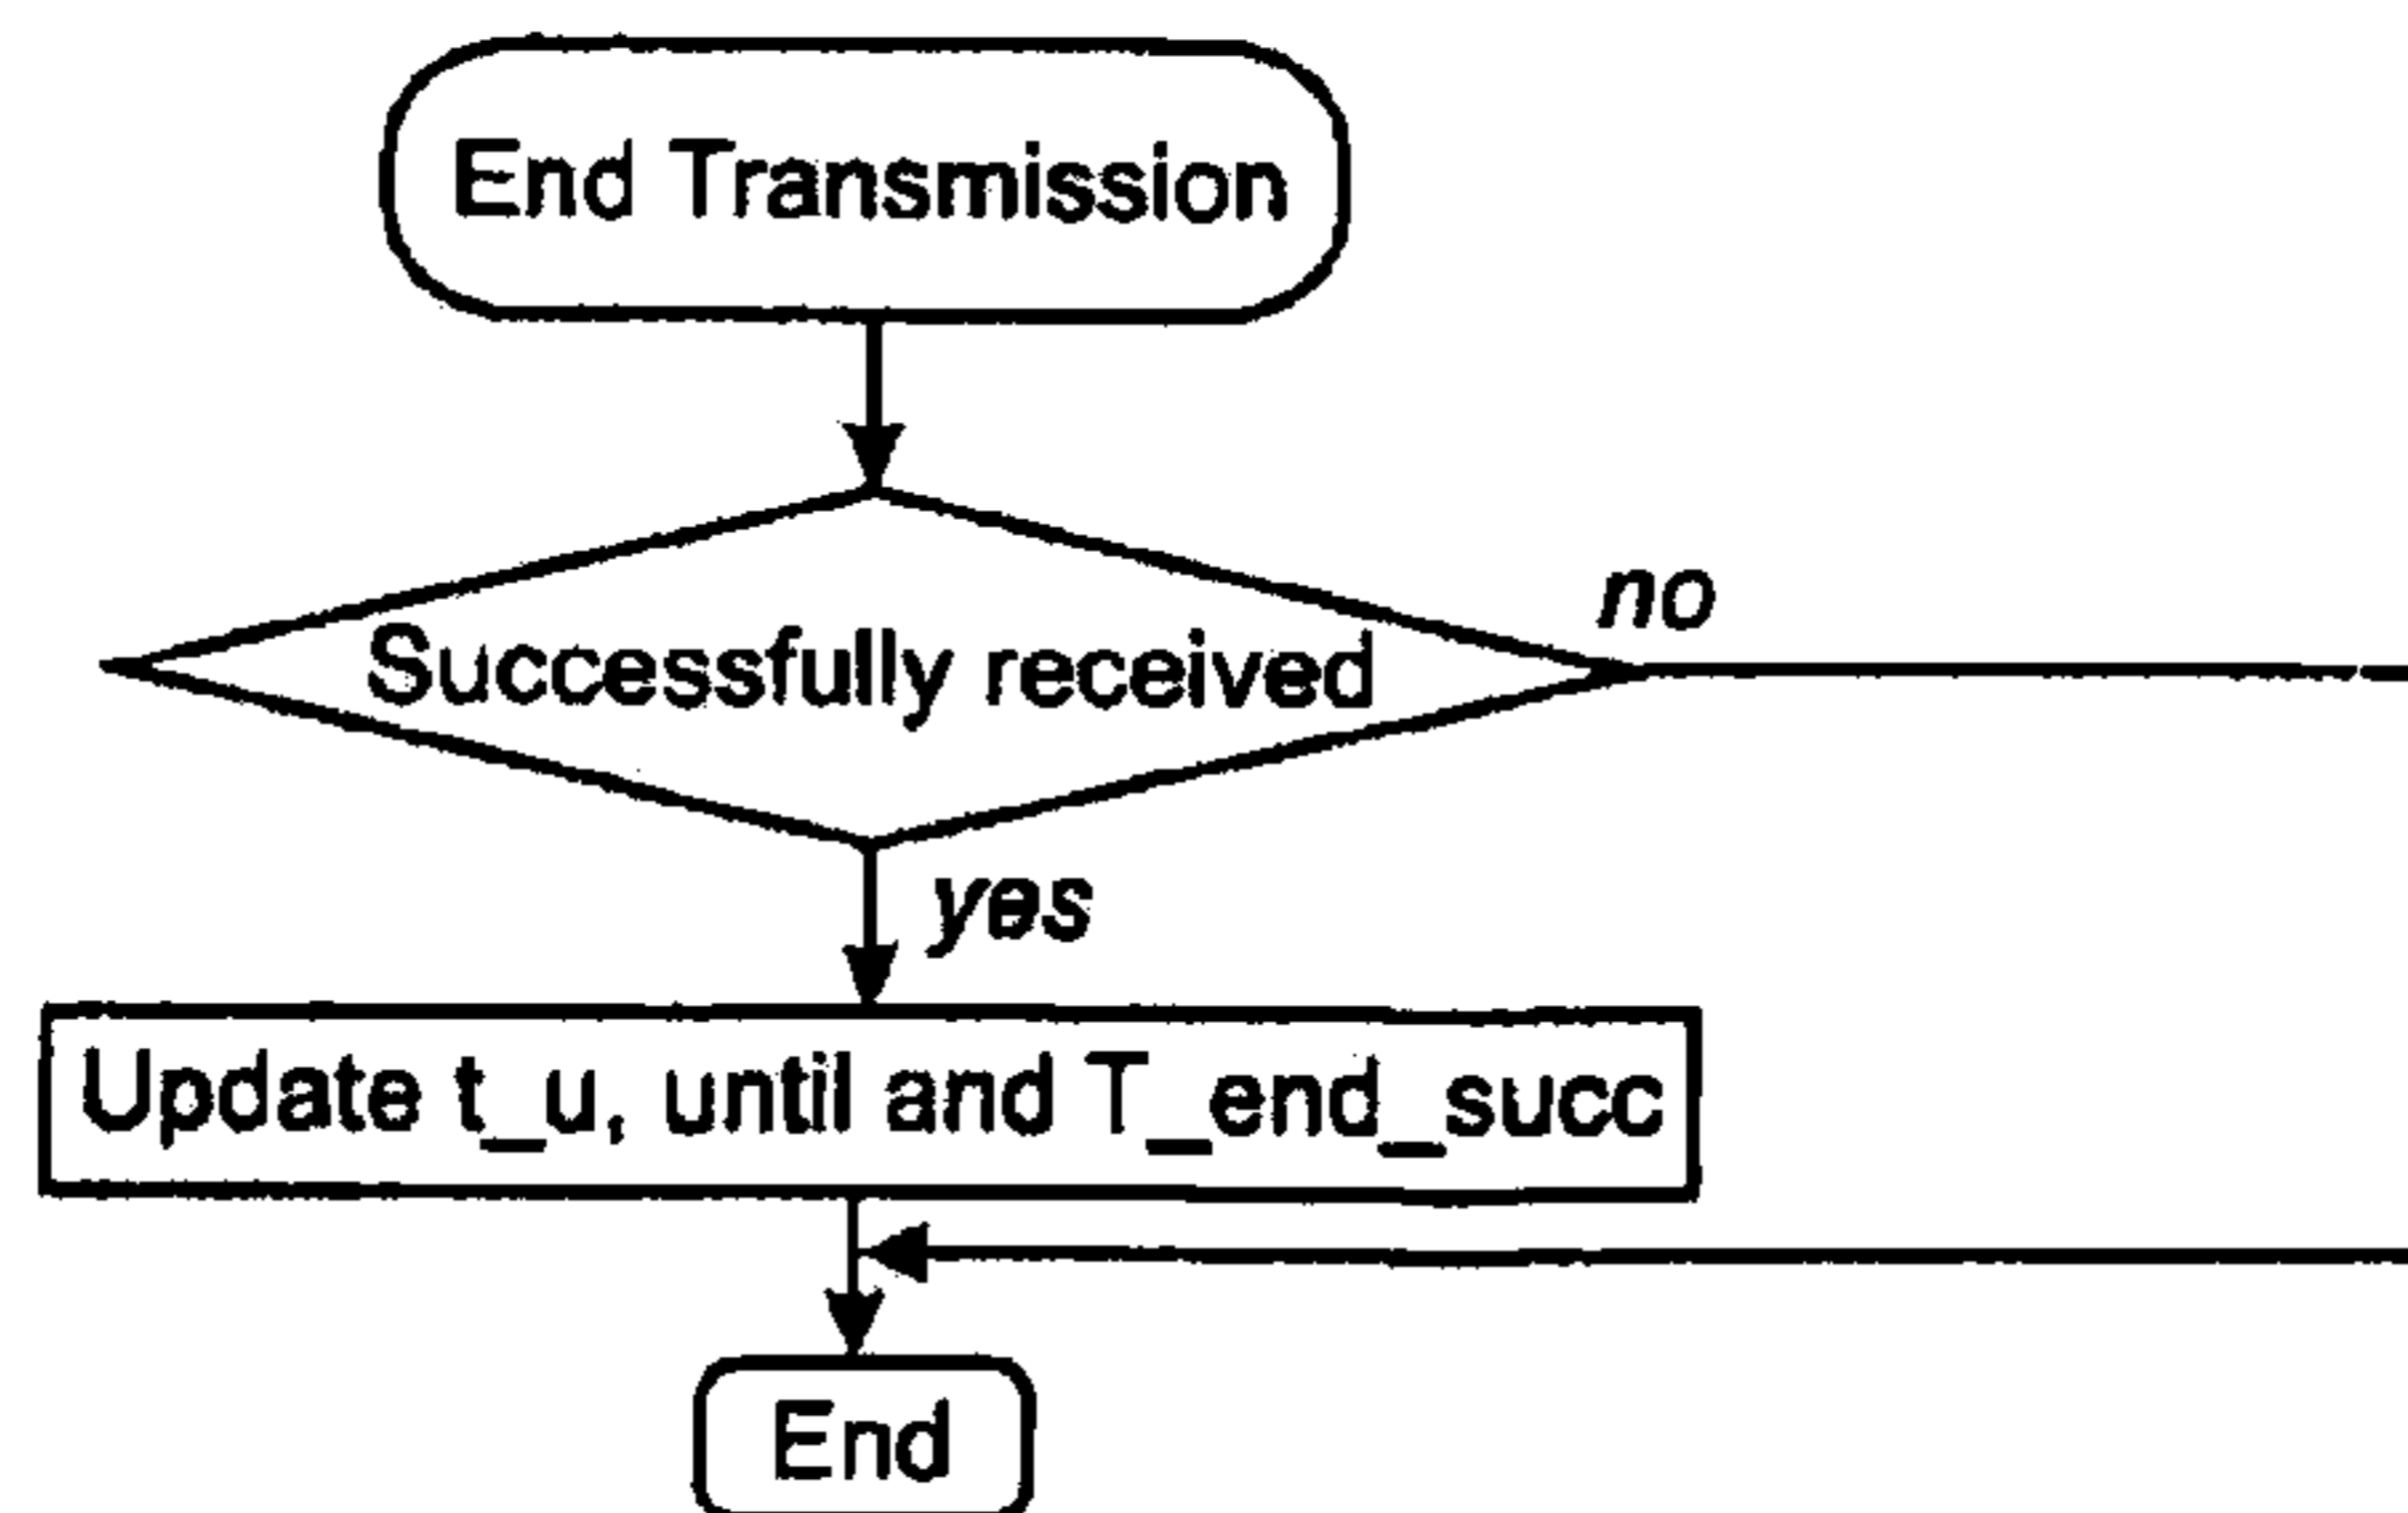 End Transmission
Successfully received
no
yes
Update t_u, until and T_end_succ
End